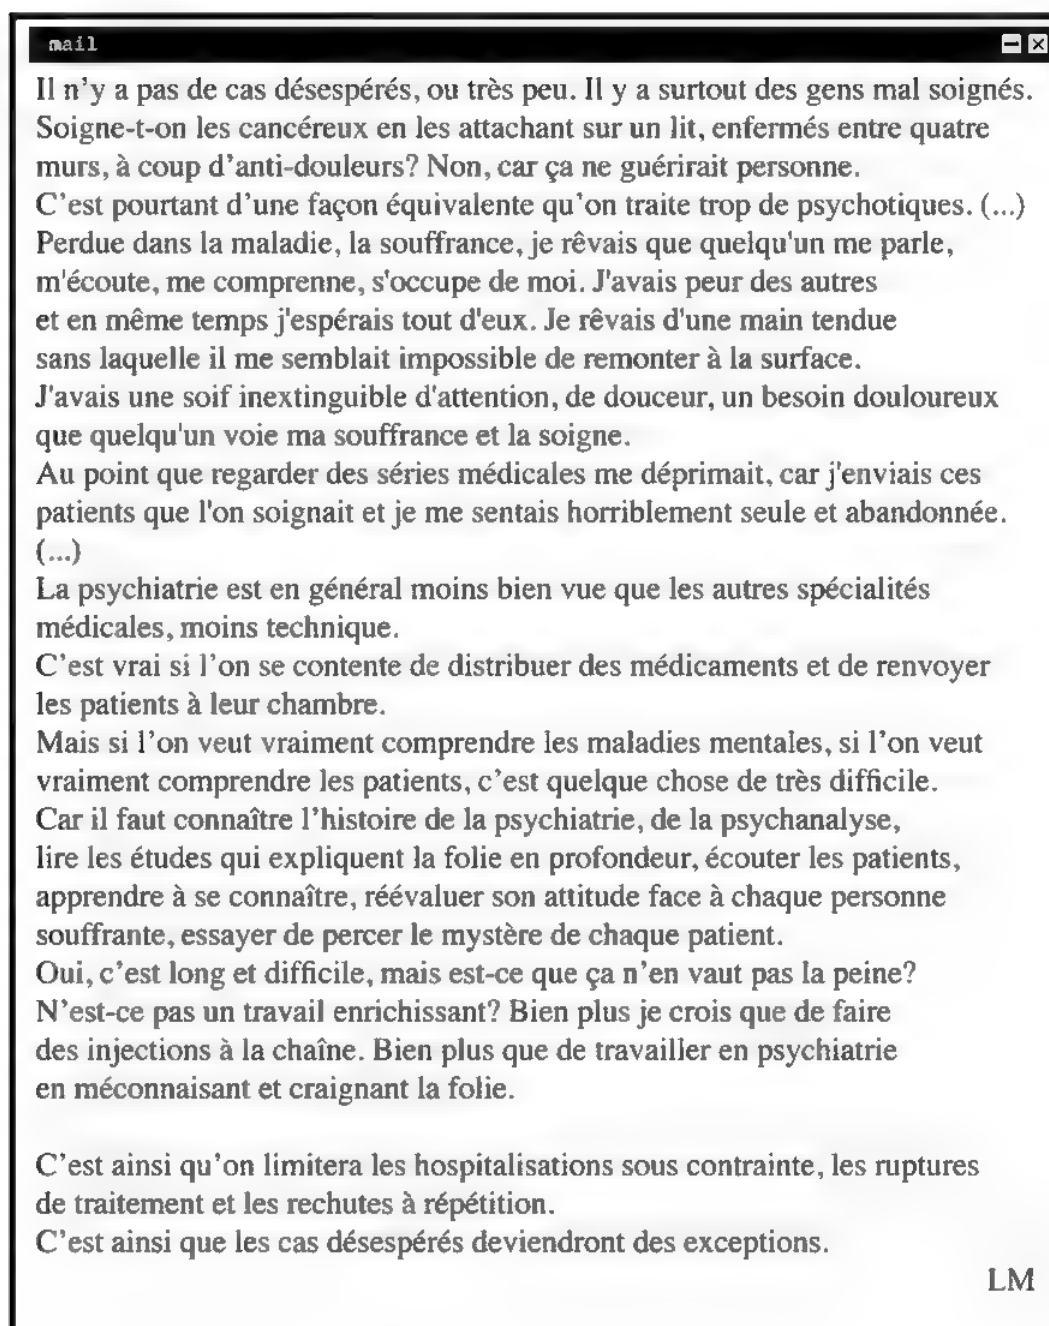 mail
Il n’y a pas de cas désespérés, ou très peu. Il y a surtout des gens mal soignés.
Soigne-t-on les cancéreux en les attachant sur un lit, enfermés entre quatre
murs, à coup d’anti-douleurs? Non, car ça ne guérirait personne.
C’est pourtant d’une façon équivalente qu’on traite trop de psychotiques. (...)
Perdue dans la maladie, la souffrance, je rêvais que quelqu'un me parle,
m'écoute, me comprenne, s'occupe de moi. J'avais peur des autres
et en même temps j'espérais tout d'eux. Je rêvais d'une main tendue
sans laquelle il me semblait impossible de remonter à la surface.
J'avais une soif inextinguible d'attention, de douceur, un besoin douloureux
que quelqu'un voie ma souffrance et la soigne.
Au point que regarder des séries médicales me déprimait, car j'enviais ces
patients que l'on soignait et je me sentais horriblement seule et abandonnée.
(...)
La psychiatrie est en général moins bien vue que les autres spécialités
médicales, moins technique.
C’est vrai si l’on se contente de distribuer des médicaments et de renvoyer
les patients à leur chambre.
Mais si l’on veut vraiment comprendre les maladies mentales, si l’on veut
vraiment comprendre les patients, c’est quelque chose de très difficile.
Car il faut connaître l’histoire de la psychiatrie, de la psychanalyse,
lire les études qui expliquent la folie en profondeur, écouter les patients,
apprendre à se connaître, réévaluer son attitude face à chaque personne
souffrante, essayer de percer le mystère de chaque patient.
Oui, c’est long et difficile, mais est-ce que ça n’en vaut pas la peine?
N’est-ce pas un travail enrichissant? Bien plus je crois que de faire
des injections à la chaîne. Bien plus que de travailler en psychiatrie
en méconnaisant et craignant la folie.
C’est ainsi qu’on limitera les hospitalisations sous contrainte, les ruptures
de traitement et les rechutes à répétition.
C’est ainsi que les cas désespérés deviendront des exceptions.
LM